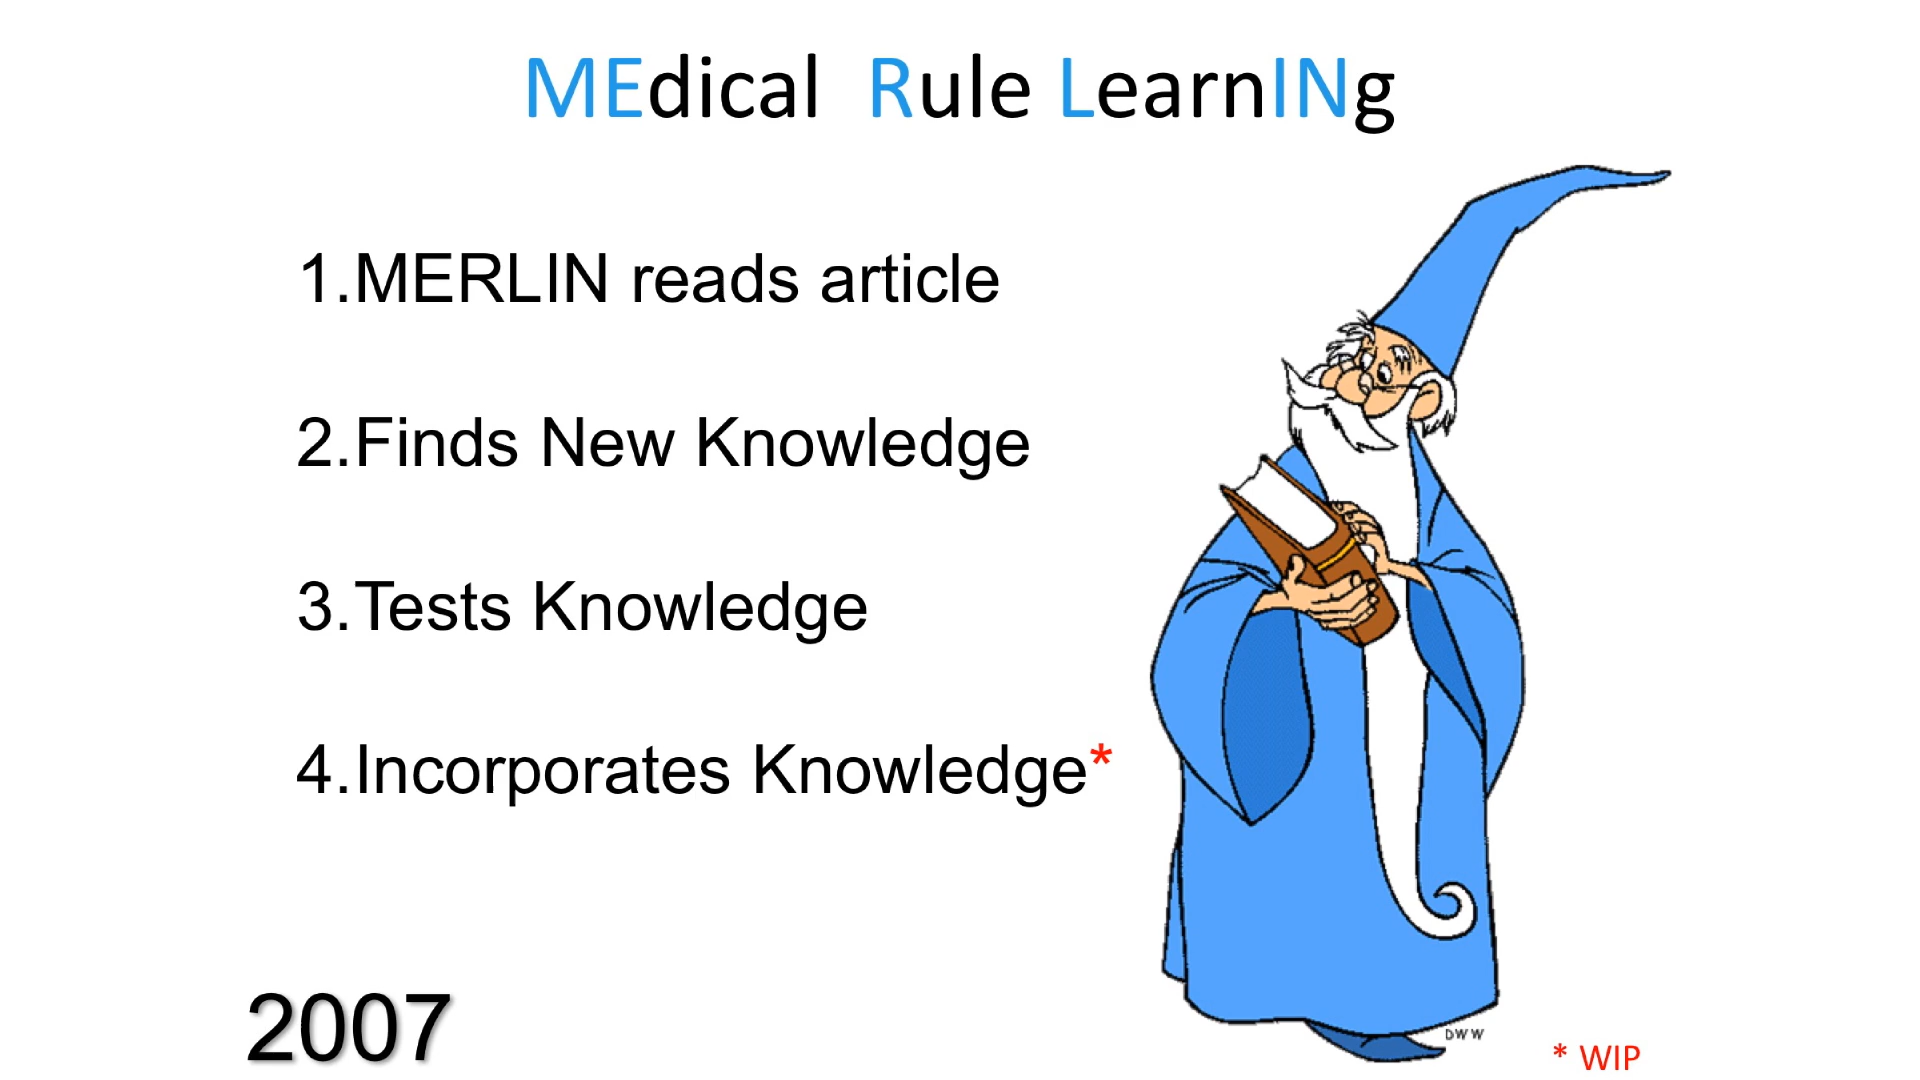 MEdical Rule LearnINg
1.MERLIN reads article
2.Finds New Knowledge
3.Tests Knowledge
4.Incorporates Knowledge*
2007
DWW
* WIP